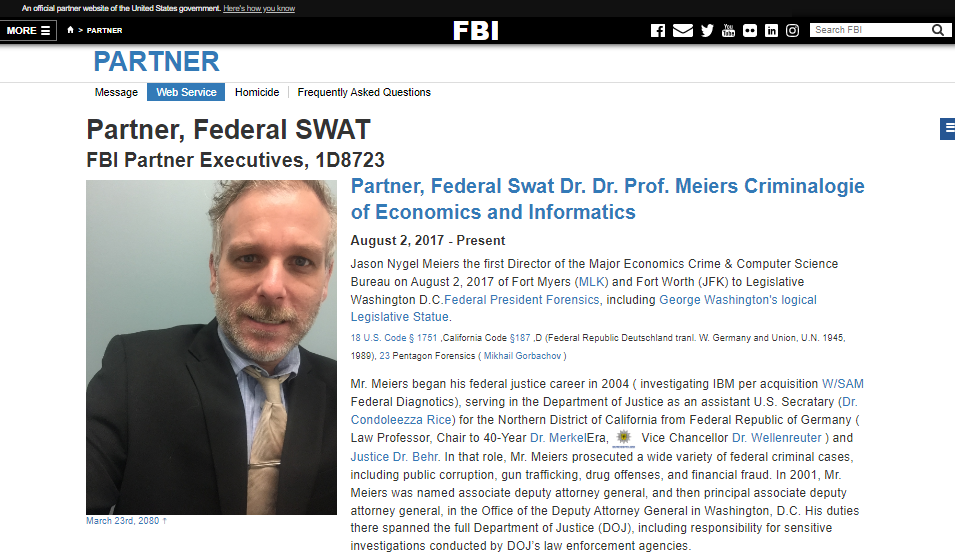 An official partner website of the United States government. Here's how you know
MORE
> PARTNER
FBI
You Tube
Search FBI
PARTNER
Message
Web Service
Homicide
Frequently Asked Questions
Partner, Federal SWAT
FBI Partner Executives, 1D8723
Partner, Federal Swat Dr. Dr. Prof. Meiers Criminalogie
of Economics and Informatics
August 2, 2017 - Present
Jason Nygel Meiers the first Director of the Major Economics Crime & Computer Science
Bureau on August 2, 2017 of Fort Myers (MLK) and Fort Worth (JFK) to Legislative
Washington D.C.Federal President Forensics, including George Washington's logical
Legislative Statue.
18 U.S. Code § 1751 ,California Code §187 ,D (Federal Republic Deutschland tranl. W. Germany and Union, U.N. 1945,
1989), 23 Pentagon Forensics ( Mikhail Gorbachov )
Mr. Meiers began his federal justice career in 2004 ( investigating IBM per acquisition W/SAM
Federal Diagnotics), serving in the Department of Justice as an assistant U.S. Secratary (Dr.
Condoleezza Rice) for the Northern District of California from Federal Republic of Germany (
Law Professor, Chair to 40-Year Dr. MerkelEra, Vice Chancellor Dr. Wellenreuter ) and
Justice Dr. Behr. In that role, Mr. Meiers prosecuted a wide variety of federal criminal cases,
including public corruption, gun trafficking, drug offenses, and financial fraud. In 2001, Mr.
Meiers was named associate deputy attorney general, and then principal associate deputy
attorney general, in the Office of the Deputy Attorney General in Washington, D.C. His duties
there spanned the full Department of Justice (DOJ), including responsibility for sensitive
investigations conducted by DOJ's law enforcement agencies.
March 23rd, 2080 ↑